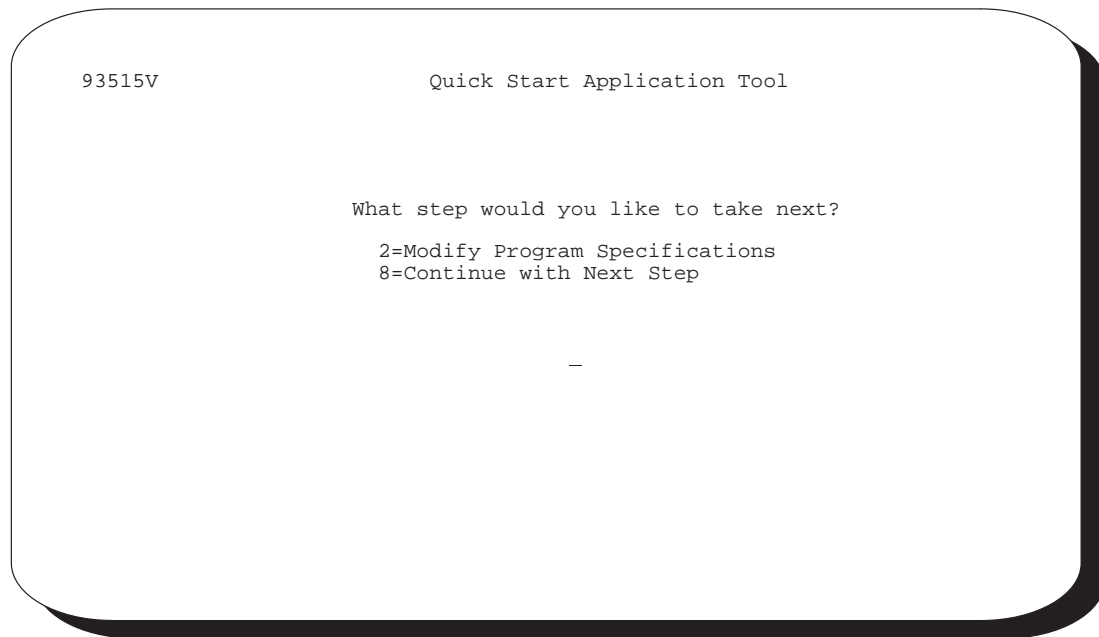 93515V Quick Start Application Tool
What step would you like to take next?
2=Modify Program Specifications
8=Continue with Next Step
_